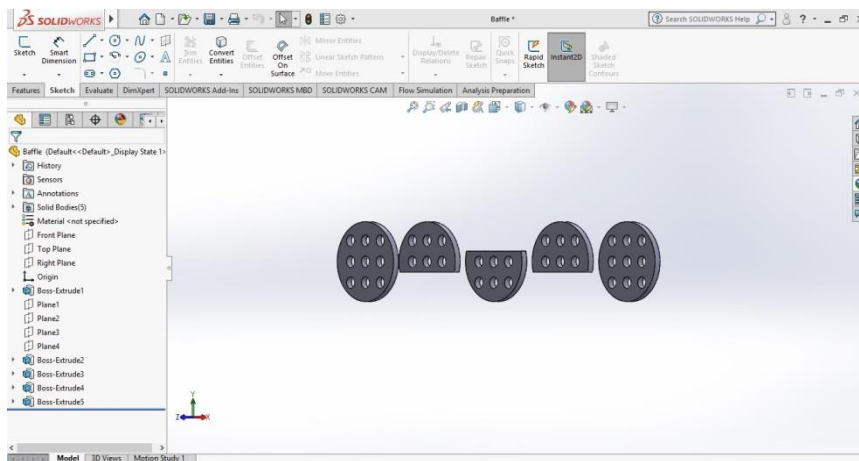 SOLIDWORKS
Baffle *
Search SOLIDWORKS Help
Sketch
Smart Dimension
Trim Entities
Convert Entities
Offset Entities
Offset On Surface
Mirror Entities
Linear Sketch Pattern
Move Entities
Display/Delete Relations
Repair Sketch
Quick Snaps
Rapid Sketch
Instant2D
Shaded Sketch Contours
Features Sketch Evaluate DimXpert SOLIDWORKS Add-Ins SOLIDWORKS MBD SOLIDWORKS CAM Flow Simulation Analysis Preparation
Baffle (Default<<Default>_Display State 1>
History
Sensors
Annotations
Solid Bodies(5)
Material <not specified>
Front Plane
Top Plane
Right Plane
Origin
Boss-Extrude1
Plane1
Plane2
Plane3
Plane4
Boss-Extrude2
Boss-Extrude3
Boss-Extrude4
Boss-Extrude5
Y
Z X
Model 3D Views Motion Study 1